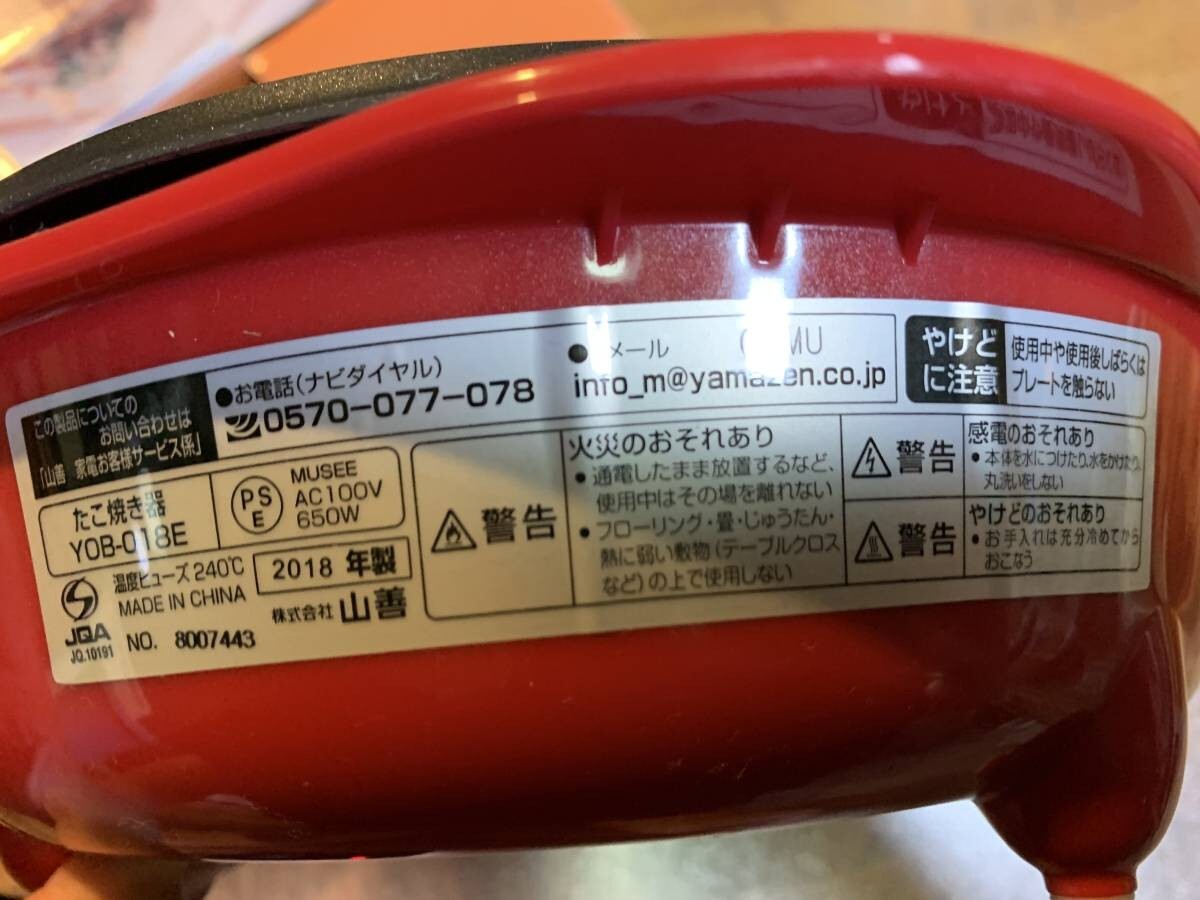 この製品についての
お問い合わせは
「山善 家電お客様サービス係」
●お電話(ナビダイヤル)
0570-077-078
メール
info_m@yamazen.co.jp
MU
やけど
に注意
使用中や使用後しばらくは
プレートを触らない
たこ焼き器
YOB-018E
PS
E
MUSEE
AC100V
650W
温度ヒューズ240℃
MADE IN CHINA
2018 年製
株式会社 山善
JQA
JQ.10191
NO. 8007443
警告
火災のおそれあり
●通電したまま放置するなど、
使用中はその場を離れない
●フローリング・畳・じゅうたん・
熱に弱い敷物(テーブルクロス
など)の上で使用しない
警告
感電のおそれあり
●本体を水につけたり、水をかけたり、
丸洗いをしない
警告
やけどのおそれあり
●お手入れは充分冷めてから
おこなう